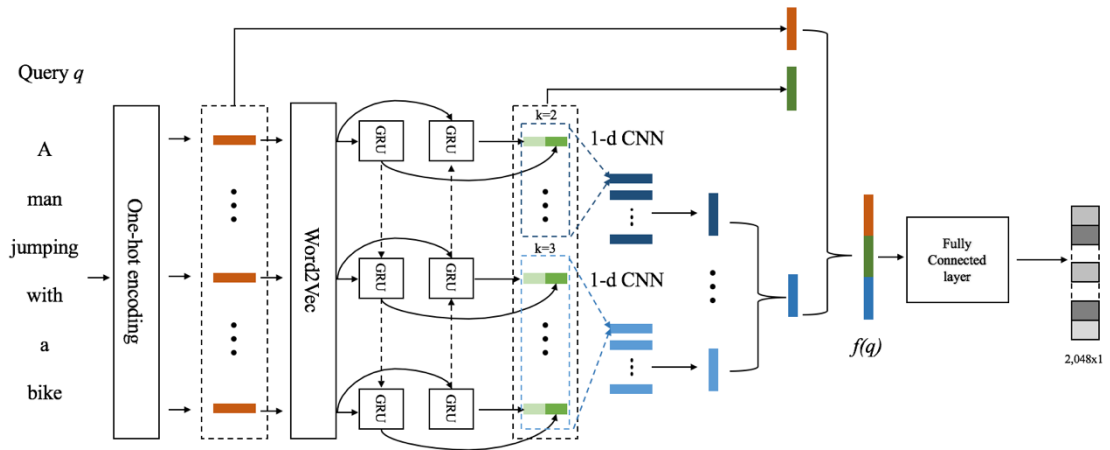 Query q
A
man
jumping
with
a
bike
One-hot encoding
Word2Vec
GRU
GRU
GRU
GRU
GRU
GRU
k=2
1-d CNN
k=3
1-d CNN
f(q)
Fully
Connected
layer
2,048x1